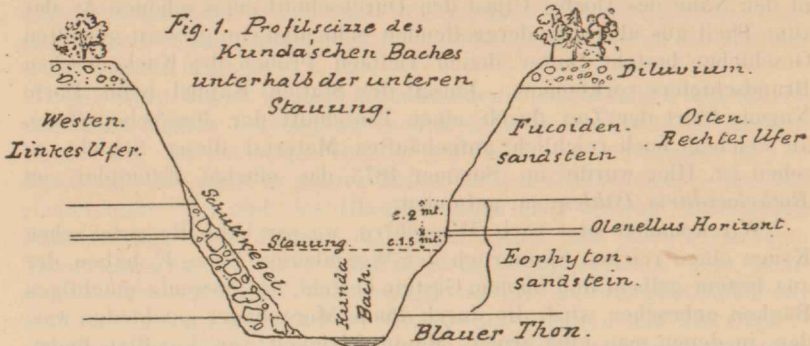 Fig. 1. Profilscizze des
Kunda'schen Baches
unterhalb der unteren
Stauung.
Diluvium.
Westen.
Linkes Ufer.
Fucoiden-
sandstein
Osten.
Rechtes Ufer
Schuttkegel
c. 2 mt.
c. 1.5 mt.
Stauung.
Olenellus Horizont.
Kunda
Bach.
Eophyton-
sandstein.
Blauer Thon.